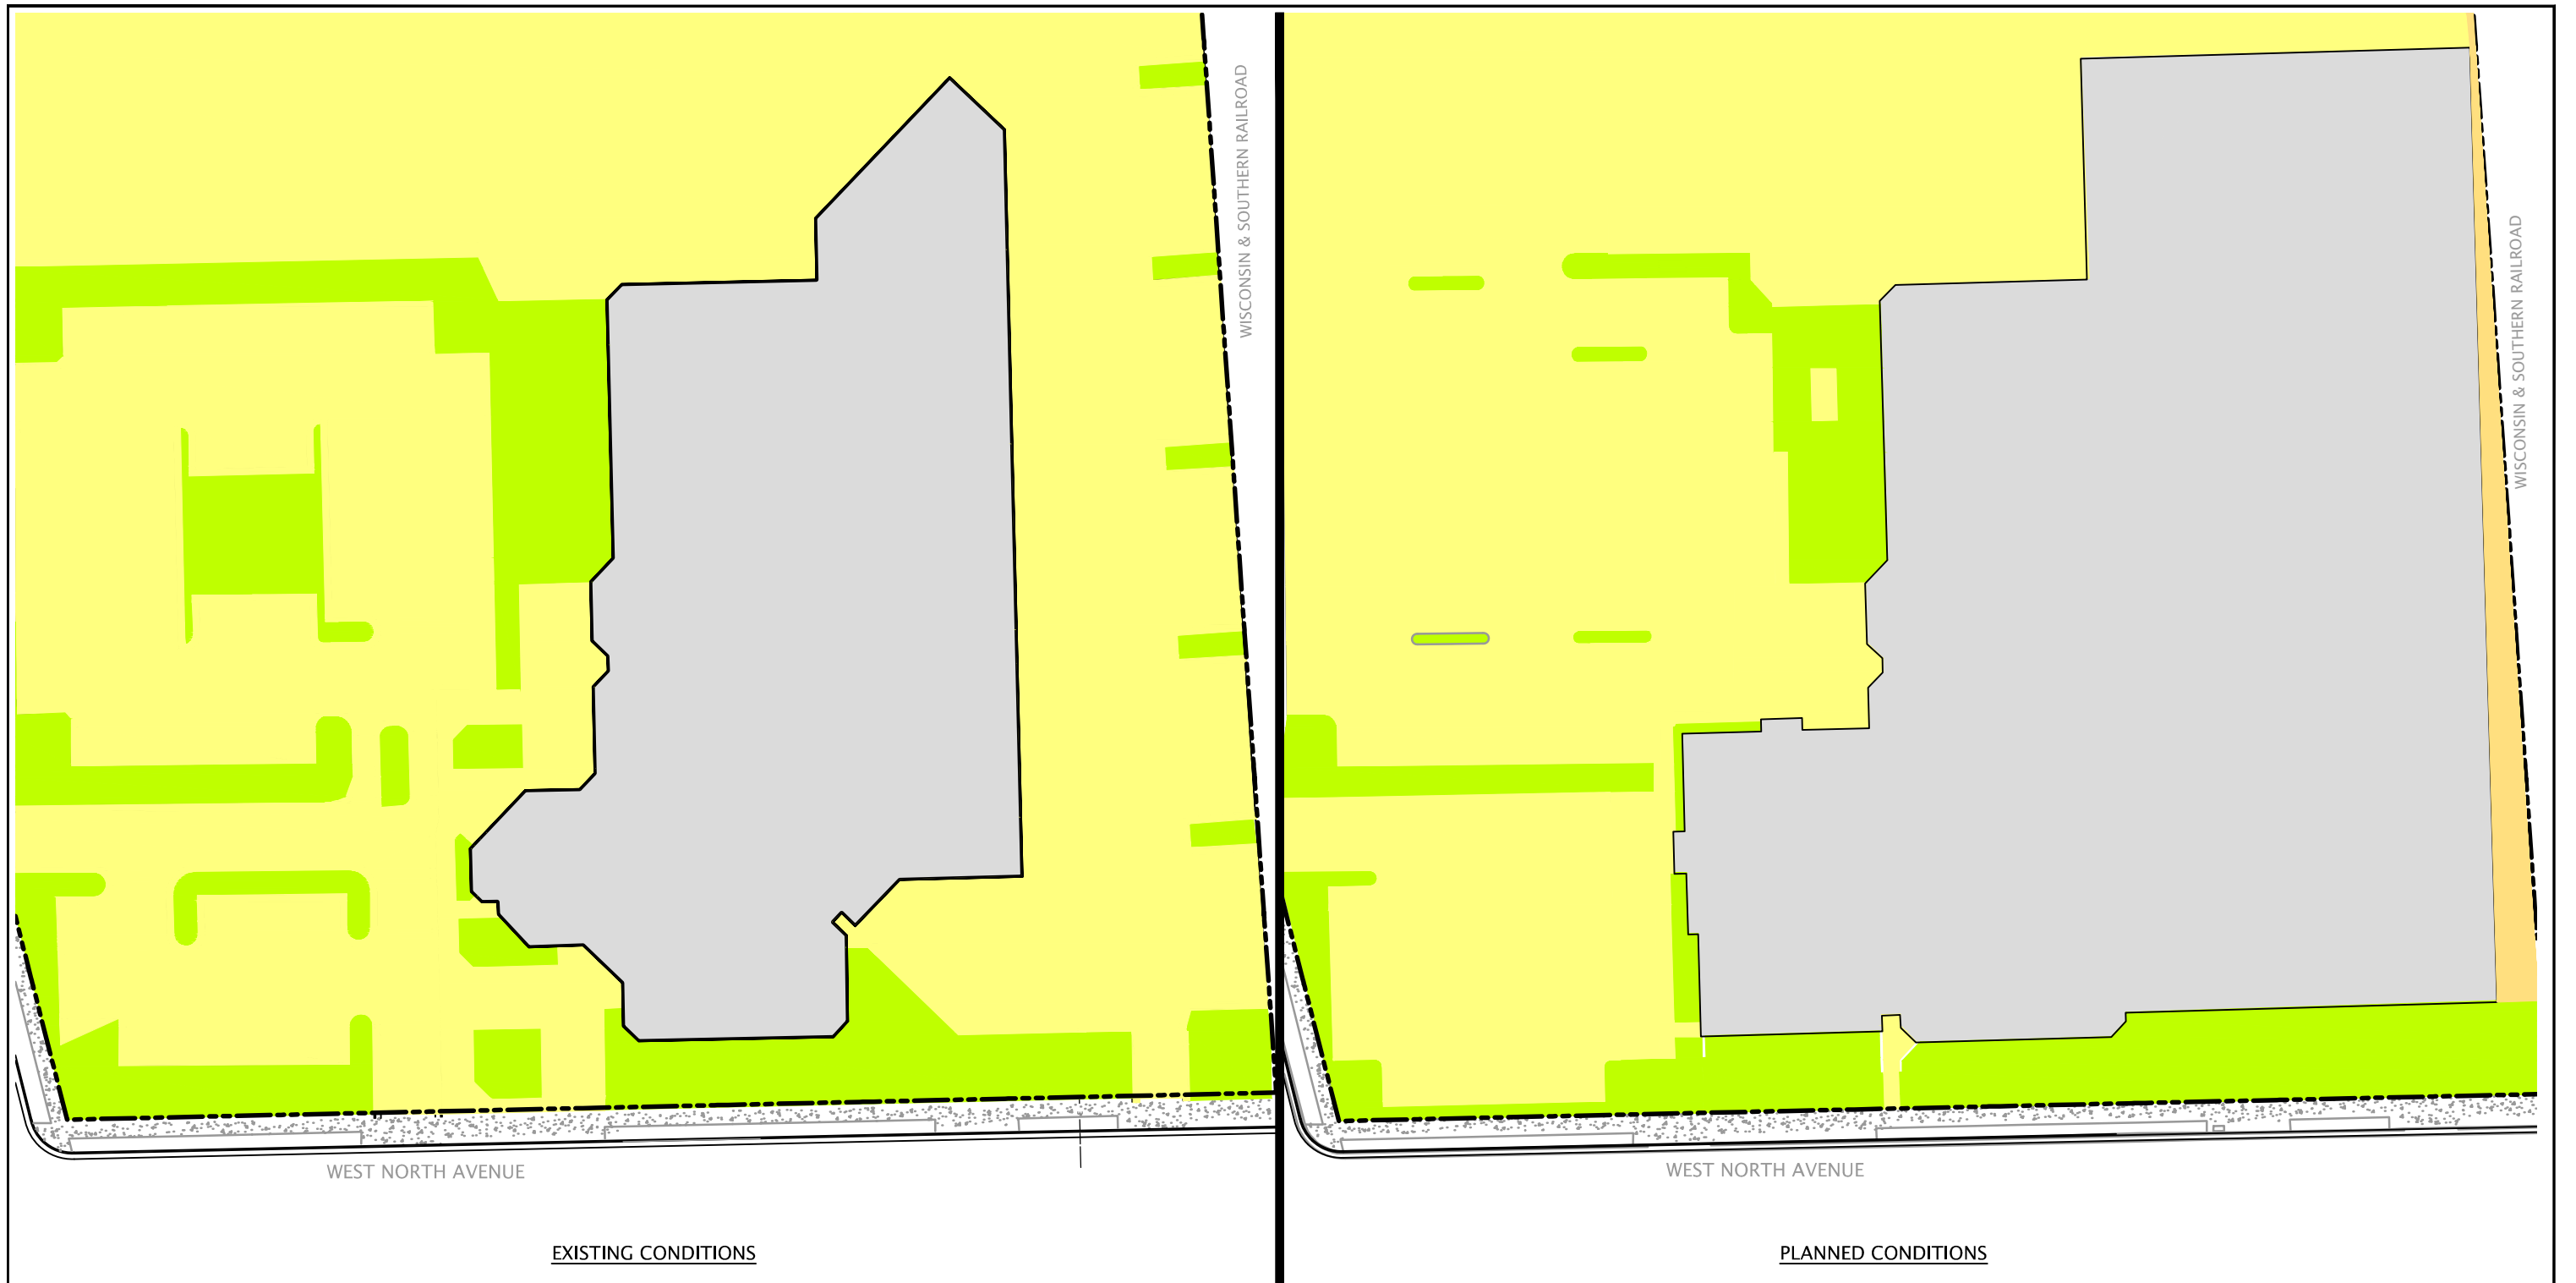 WISCONSIN & SOUTHERN RAILROAD
WEST NORTH AVENUE
EXISTING CONDITIONS
WISCONSIN & SOUTHERN RAILROAD
WEST NORTH AVENUE
PLANNED CONDITIONS